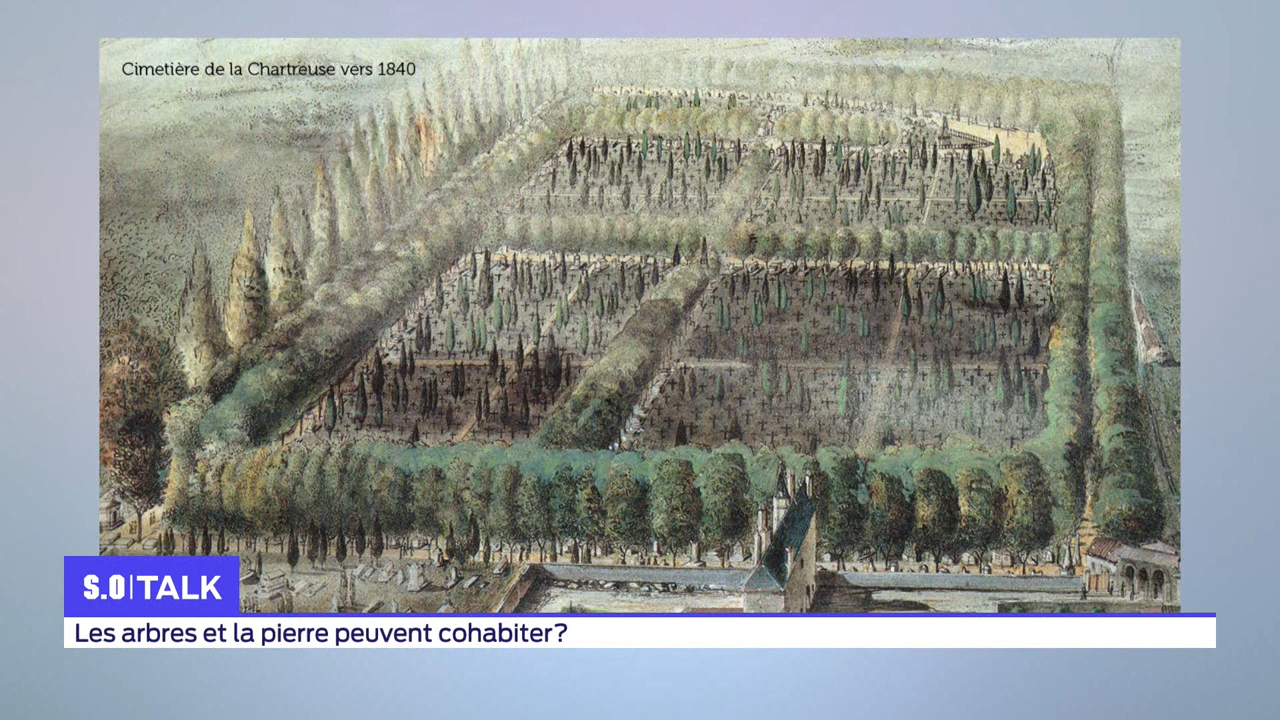 Cimetière de la Chartreuse vers 1840
S.O|TALK
Les arbres et la pierre peuvent cohabiter?